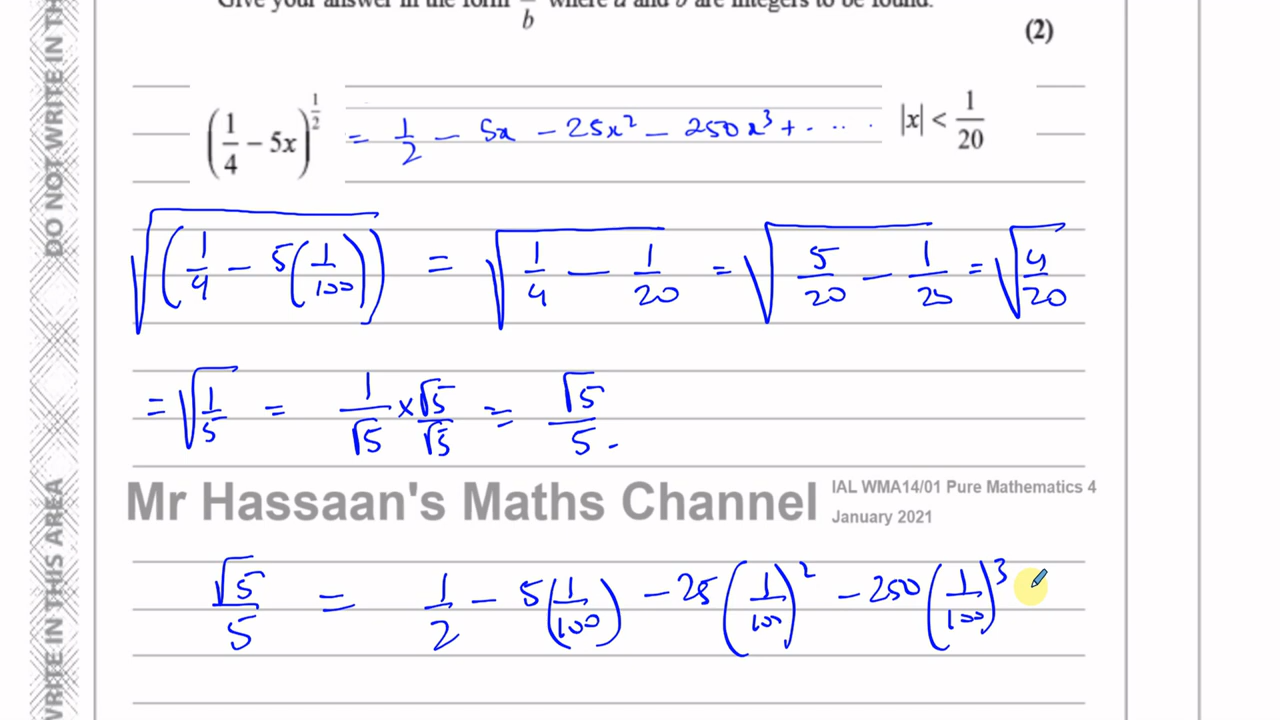 Give your answer in the form a/b where a and b are integers to be found.
(2)
(1/4 − 5x)^(1/2) = 1/2 − 5x − 25x² − 250x³ + ..... |x| < 1/20
√(1/4 − 5(1/100)) = √(1/4 − 1/20) = √(5/20 − 1/20) = √(4/20)
= √(1/5) = 1/√5 × √5/√5 = √5/5.
Mr Hassaan's Maths Channel
IAL WMA14/01 Pure Mathematics 4
January 2021
√5/5 = 1/2 − 5(1/100) − 25(1/100)² − 250(1/100)³
DO NOT WRITE IN TH
WRITE IN THIS AREA